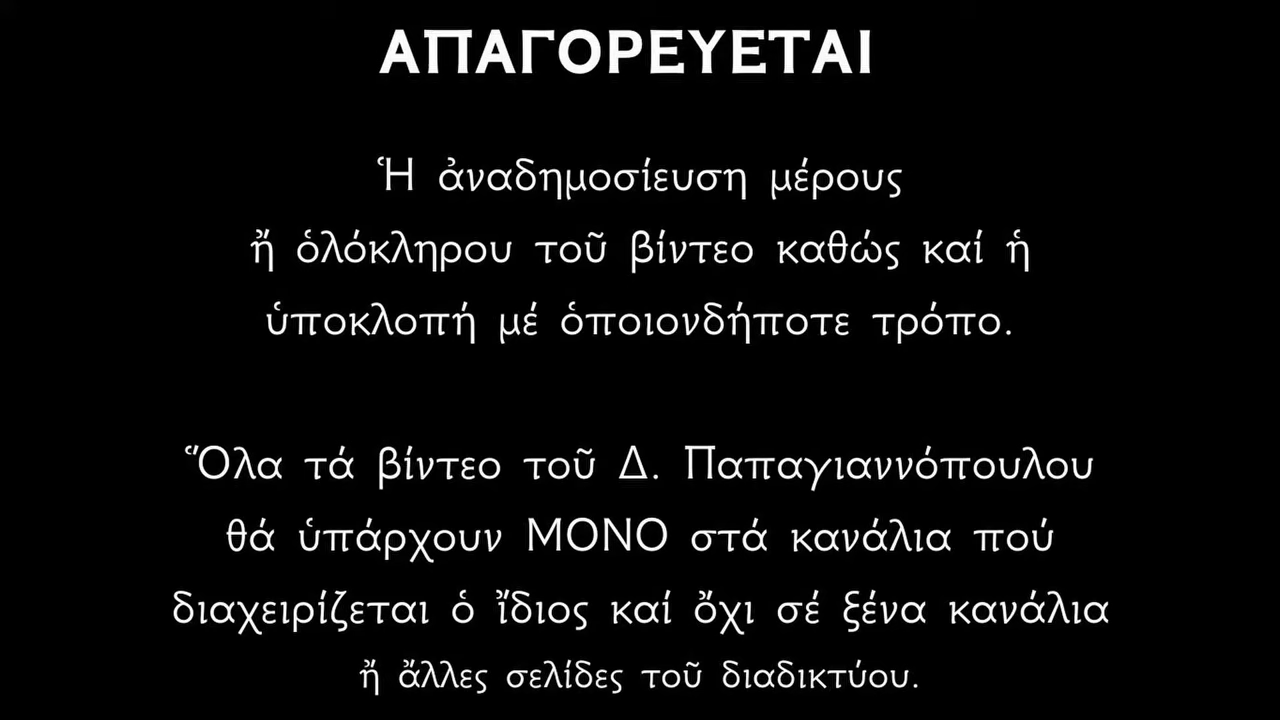 ΑΠΑΓΟΡΕΥΕΤΑΙ
Ἡ ἀναδημοσίευση μέρους
ἤ ὁλόκληρου τοῦ βίντεο καθώς καί ἡ
ὑποκλοπή μέ ὁποιονδήποτε τρόπο.
Ὅλα τά βίντεο τοῦ Δ. Παπαγιαννόπουλου
θά ὑπάρχουν ΜΟΝΟ στά κανάλια πού
διαχειρίζεται ὁ ἴδιος καί ὄχι σέ ξένα κανάλια
ἤ ἄλλες σελίδες τοῦ διαδικτύου.